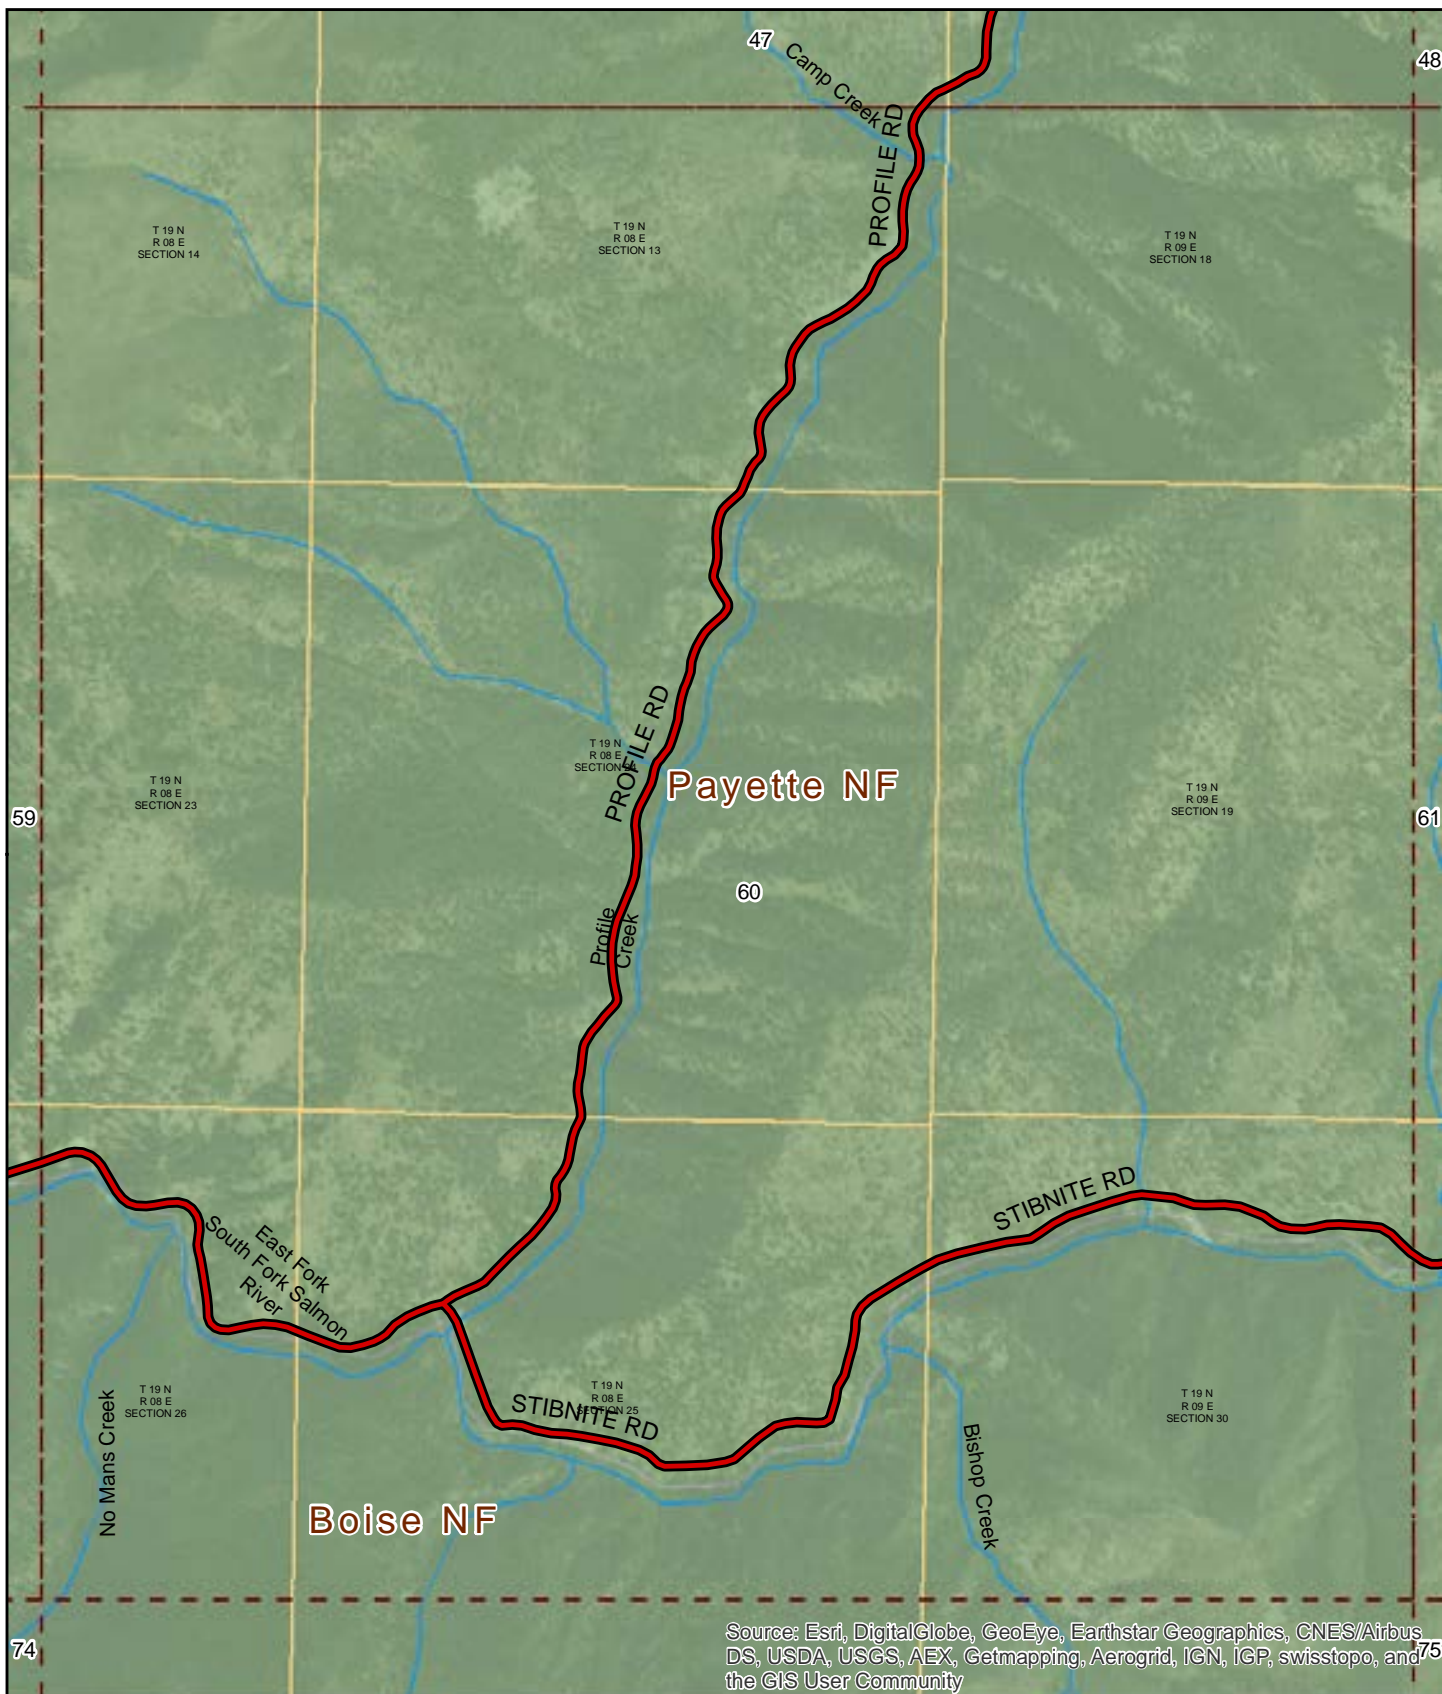 47
48
Camp Creek
PROFILE RD
T 19 N
R 08 E
SECTION 14
T 19 N
R 08 E
SECTION 13
T 19 N
R 09 E
SECTION 18
PROFILE RD
T 19 N
R 08 E
SECTION 24
Payette NF
T 19 N
R 08 E
SECTION 23
T 19 N
R 09 E
SECTION 19
59
61
60
Profile
Creek
STIBNITE RD
East Fork
South Fork Salmon
River
T 19 N
R 08 E
SECTION 26
No Mans Creek
STIBNITE RD
T 19 N
R 08 E
SECTION 25
T 19 N
R 09 E
SECTION 30
Bishop Creek
Boise NF
74
75
Source: Esri, DigitalGlobe, GeoEye, Earthstar Geographics, CNES/Airbus
DS, USDA, USGS, AEX, Getmapping, Aerogrid, IGN, IGP, swisstopo, and
the GIS User Community